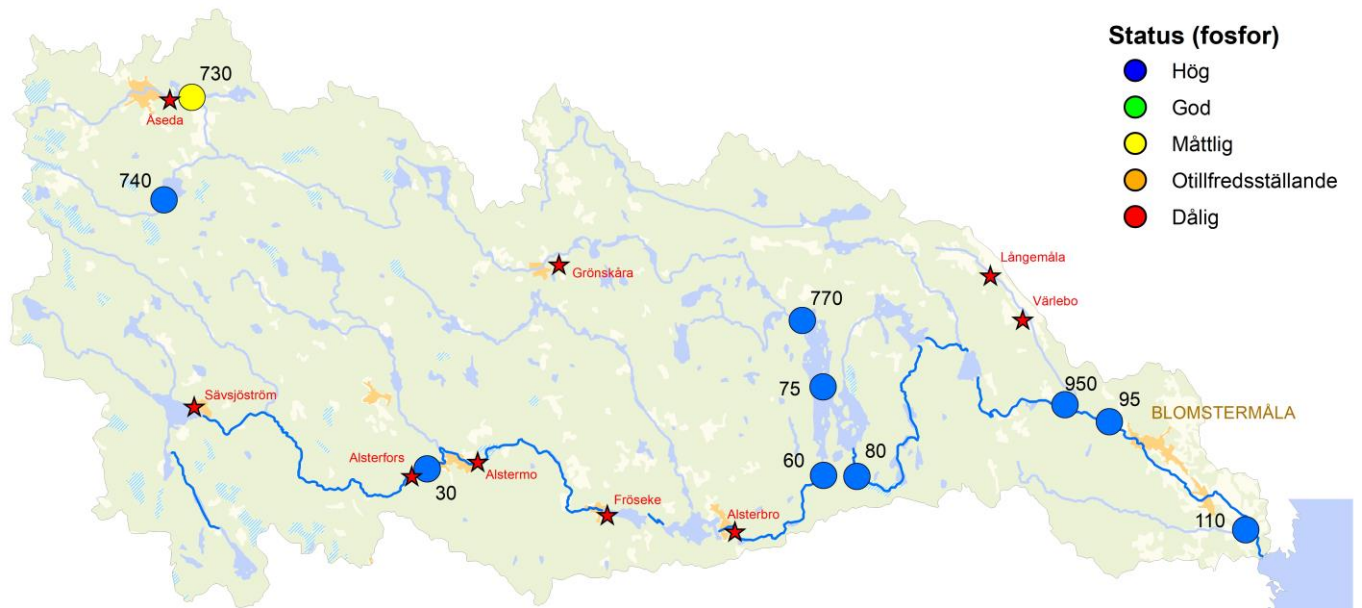 Status (fosfor)
Hög
God
Måttlig
Otillfredsställande
Dålig
730
Åseda
740
Grönskåra
Långemåla
Värlebo
770
75
950
95
BLOMSTERMÅLA
Sävsjöström
Alsterfors
30
Alstermo
Fröseke
Alsterbro
60
80
110